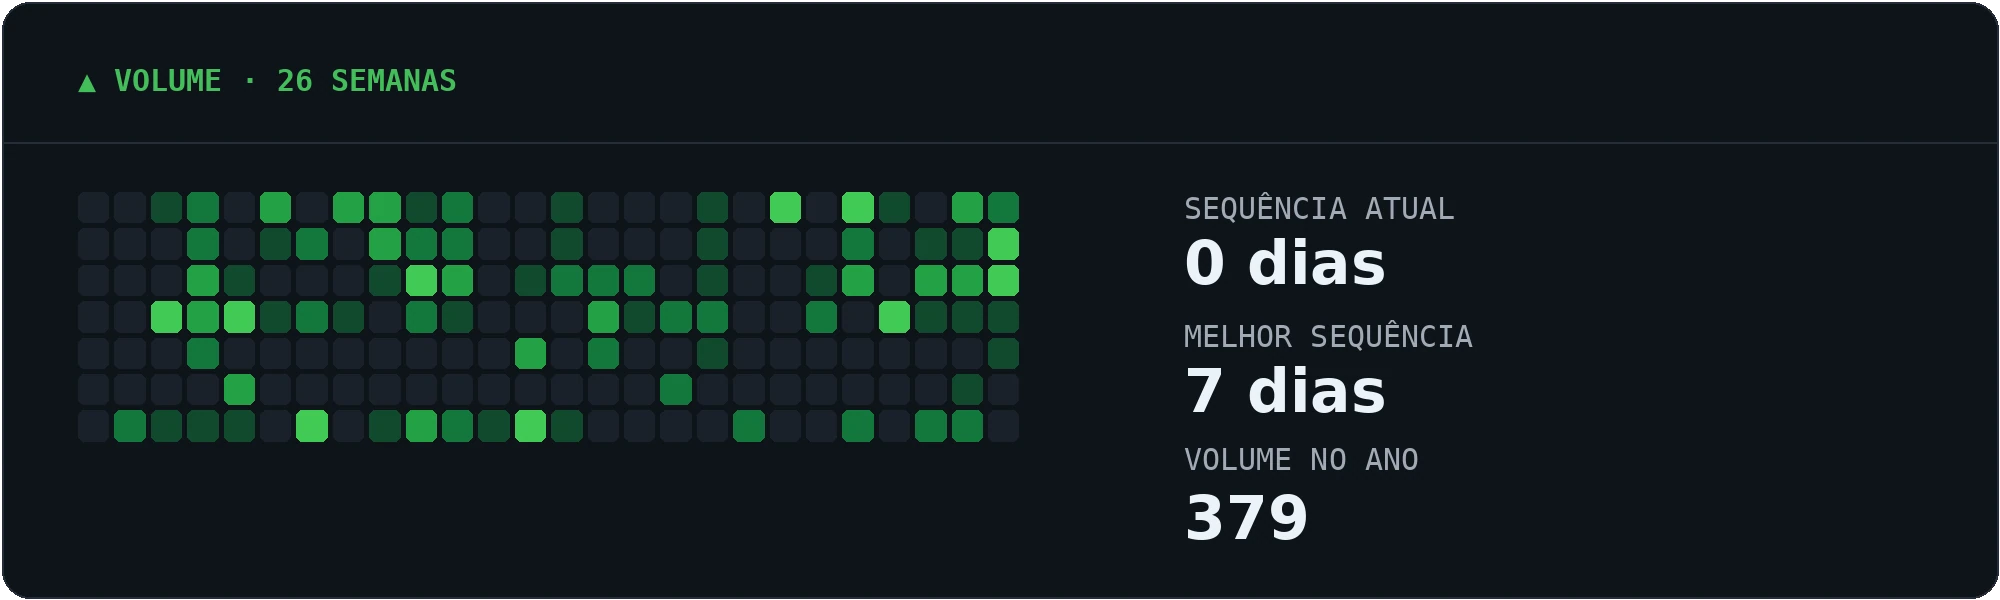 ▲ VOLUME · 26 SEMANAS
SEQUÊNCIA ATUAL
0 dias
MELHOR SEQUÊNCIA
7 dias
VOLUME NO ANO
379